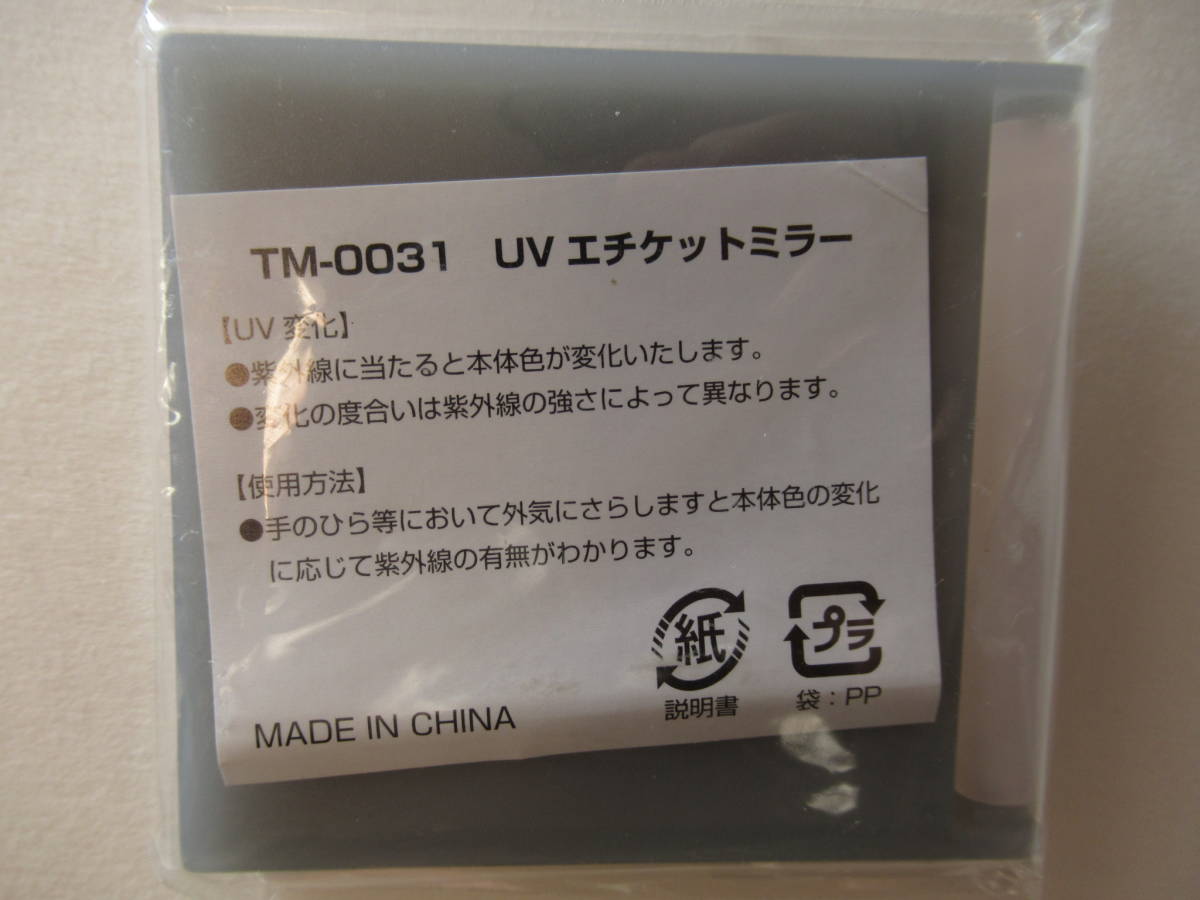 TM-0031 UVエチケットミラー
【UV変化】
●紫外線に当たると本体色が変化いたします。
●変化の度合いは紫外線の強さによって異なります。
【使用方法】
●手のひら等において外気にさらしますと本体色の変化
に応じて紫外線の有無がわかります。
紙 プラ
説明書 袋：PP
MADE IN CHINA